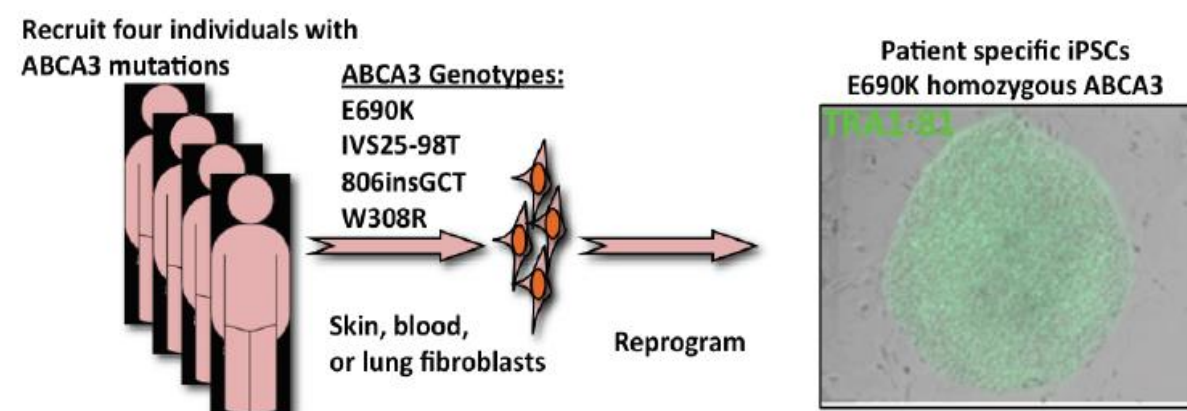 Recruit four individuals with
ABCA3 mutations
ABCA3 Genotypes:
E690K
IVS25-98T
806insGCT
W308R
Skin, blood,
or lung fibroblasts
Reprogram
Patient specific iPSCs
E690K homozygous ABCA3
TRA1-81